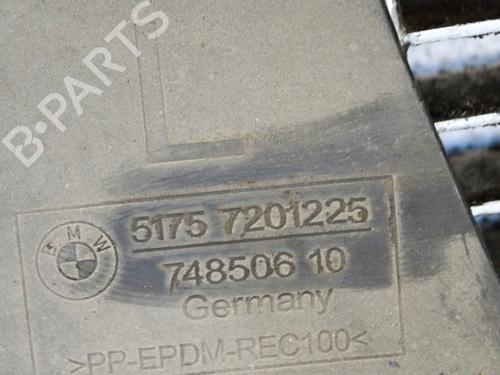 B-PARTS
BMW
5175 7201225
748506 10
Germany
>PP-EPDM-REC100<